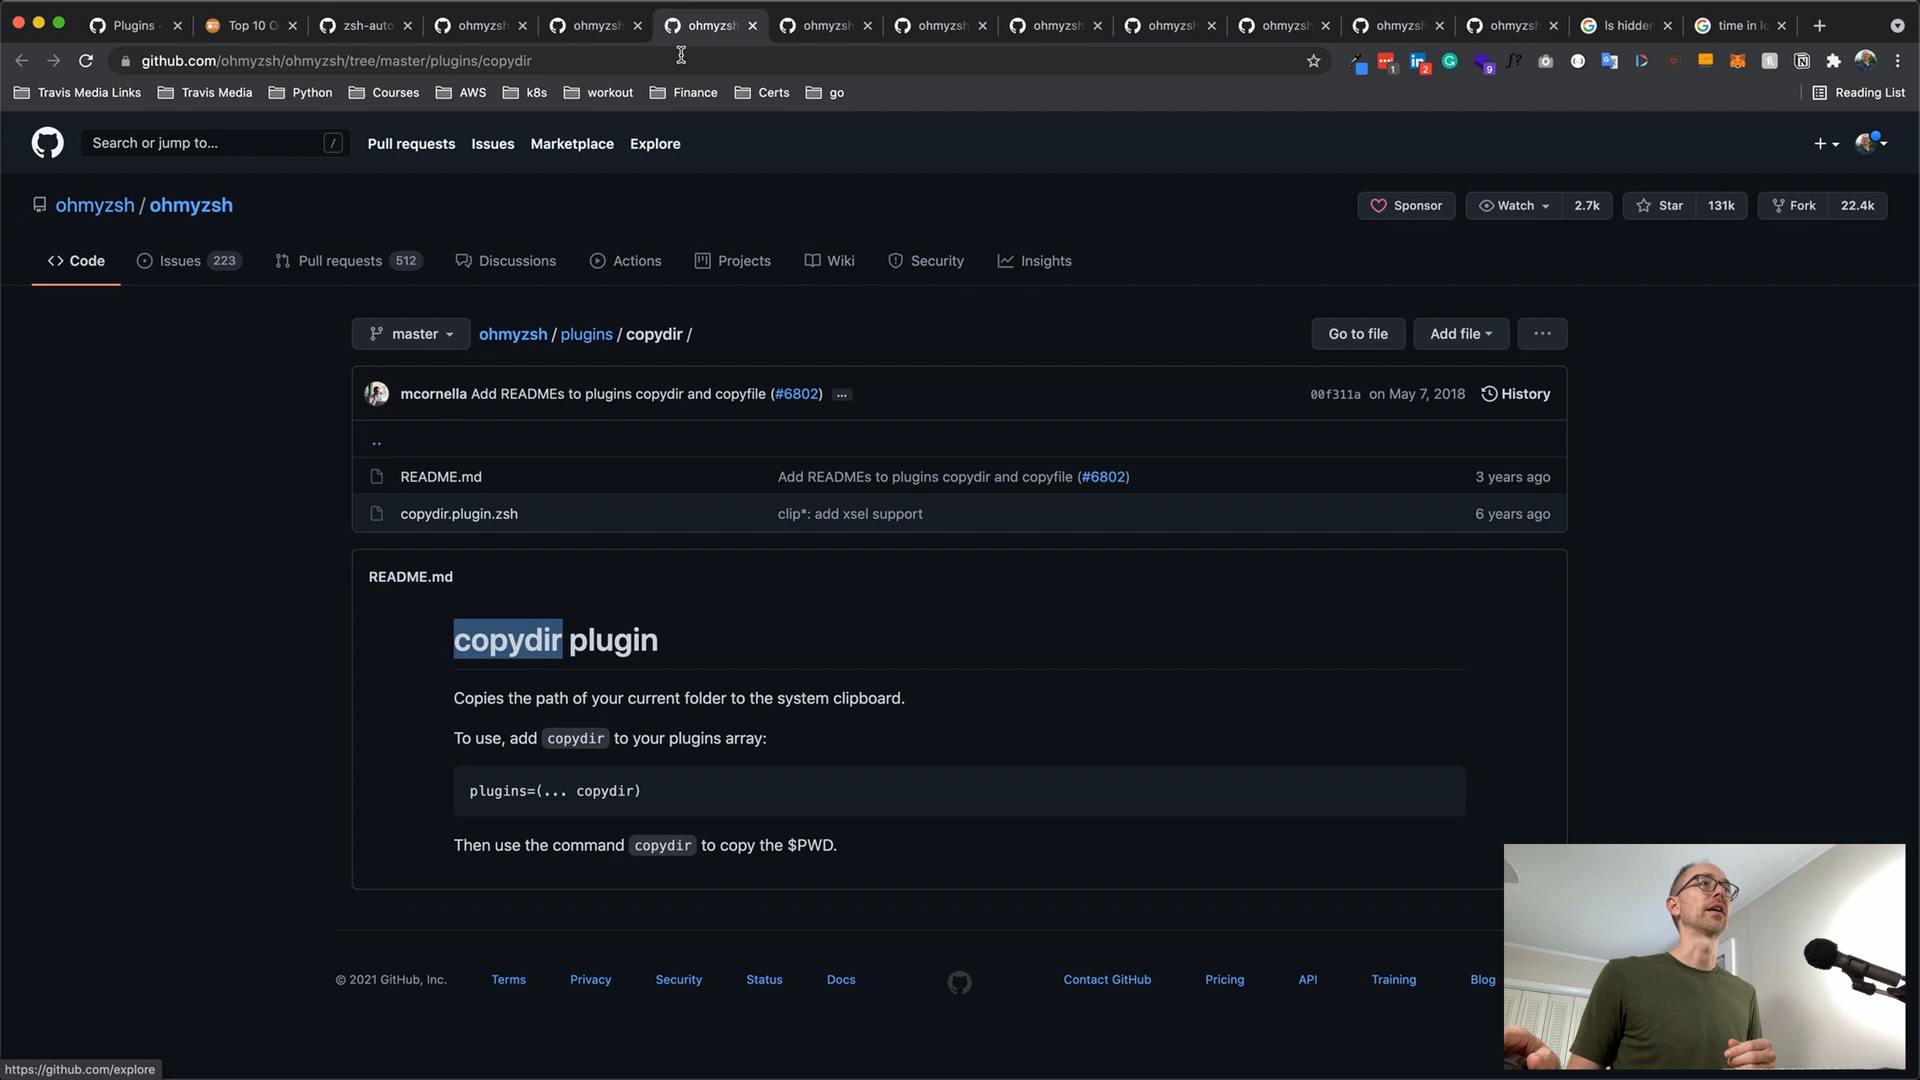 Plugins
Top 10 O
zsh-auto
ohmyzsh
ohmyzsh
ohmyzsh
ohmyzsh
ohmyzsh
ohmyzsh
ohmyzsh
ohmyzsh
ohmyzsh
ohmyzsh
Is hidden
time in lo
github.com/ohmyzsh/ohmyzsh/tree/master/plugins/copydir
1
2
9
f?
Travis Media Links
Travis Media
Python
Courses
AWS
k8s
workout
Finance
Certs
go
Reading List
Search or jump to...
/
Pull requests
Issues
Marketplace
Explore
ohmyzsh / ohmyzsh
Sponsor
Watch
2.7k
Star
131k
Fork
22.4k
Code
Issues 223
Pull requests 512
Discussions
Actions
Projects
Wiki
Security
Insights
master
ohmyzsh / plugins / copydir /
Go to file
Add file
...
mcornella Add READMEs to plugins copydir and copyfile (#6802) ...
00f311a on May 7, 2018
History
..
README.md
Add READMEs to plugins copydir and copyfile (#6802)
3 years ago
copydir.plugin.zsh
clip*: add xsel support
6 years ago
README.md
copydir plugin
Copies the path of your current folder to the system clipboard.
To use, add copydir to your plugins array:
plugins=(... copydir)
Then use the command copydir to copy the $PWD.
© 2021 GitHub, Inc.
Terms
Privacy
Security
Status
Docs
Contact GitHub
Pricing
API
Training
Blog
https://github.com/explore